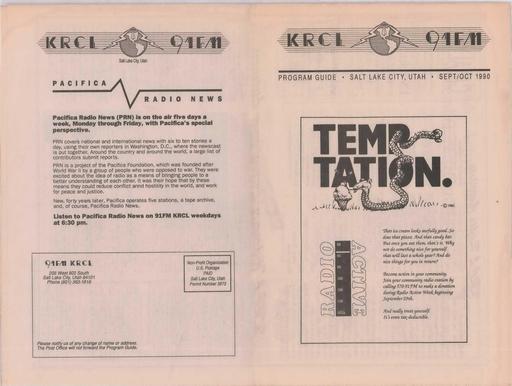 KRCL 91FM
Salt Lake City, Utah
PACIFICA
RADIO NEWS
Pacifica Radio News (PRN) is on the air five days a
week, Monday through Friday, with Pacifica's special
perspective.
PRN covers national and international news with six to ten stories a
day, using their own reporters in Washington, D.C., where the newscast
is put together. Around the country and around the world, a large list of
contributors submit reports.
PRN is a project of the Pacifica Foundation, which was founded after
World War II by a group of people who were opposed to war. They were
excited about the idea of radio as a means of bringing people to a
better understanding of each other. It was their hope that by these
means they could reduce conflict and hostility in the world, and work
for peace and justice.
Now, forty years later, Pacifica operates five stations, a tape archive,
and, of course, Pacifica Radio News.
Listen to Pacifica Radio News on 91FM KRCL weekdays
at 6:30 pm.
91FM KRCL
208 West 800 South
Salt Lake City, Utah 84101
Phone (801) 363-1818
Non-Profit Organization
U.S. Postage
PAID
Salt Lake City, Utah
Permit Number 3873
Please notify us of any change of name or address.
The Post Office will not forward the Program Guide.
KRCL 91FM
PROGRAM GUIDE • SALT LAKE CITY, UTAH • SEPT/OCT 1990
TEMP
TATION.
RADIO
ACTIVE
That ice cream looks awfully good. So
does that pizza. And that candy bar.
But once you eat them, that's it. Why
not do something nice for yourself
that will last a whole year? And do
nice things for you in return?
Become active in your community.
Join your community radio station by
calling 359-9191 to make a donation
during Radio Active Week beginning
September 29th.
And really treat yourself.
It's even tax-deductible.